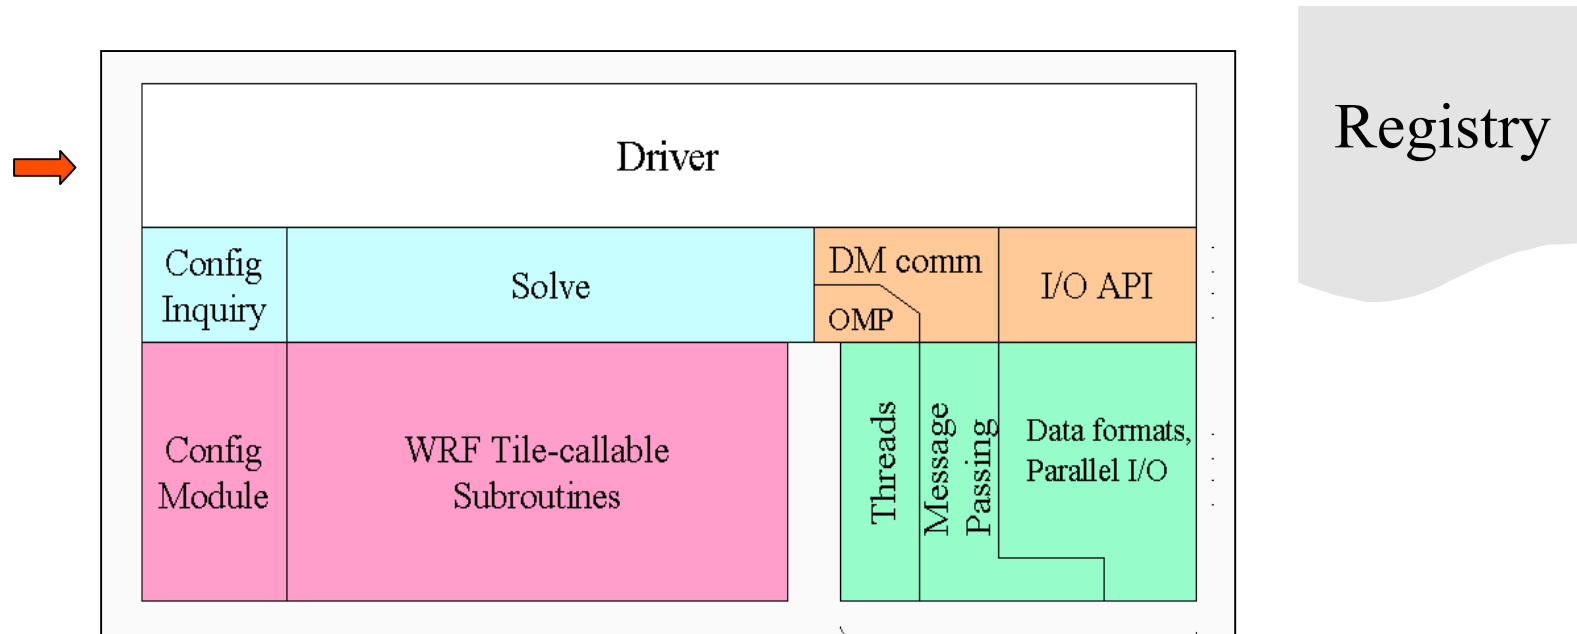 Registry
Driver
Config
Inquiry
Solve
DM comm
OMP
I/O API
Config
Module
WRF Tile-callable
Subroutines
Threads
Message
Passing
Data formats,
Parallel I/O